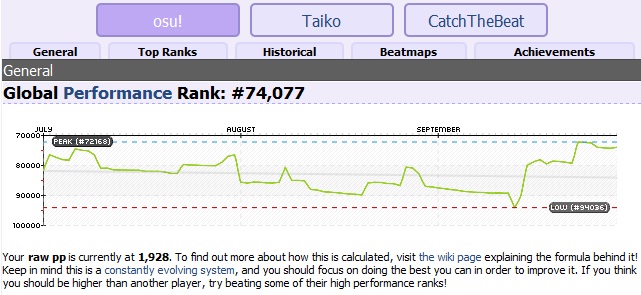 osu! Taiko CatchTheBeat
General Top Ranks Historical Beatmaps Achievements
General
Global Performance Rank: #74,077
JULY AUGUST SEPTEMBER
70000
PEAK (#72168)
80000
90000
LOW (#94036)
100000
Your raw pp is currently at 1,928. To find out more about how this is calculated, visit the wiki page explaining the formula behind it!
Keep in mind this is a constantly evolving system, and you should focus on doing the best you can in order to improve it. If you think
you should be higher than another player, try beating some of their high performance ranks!